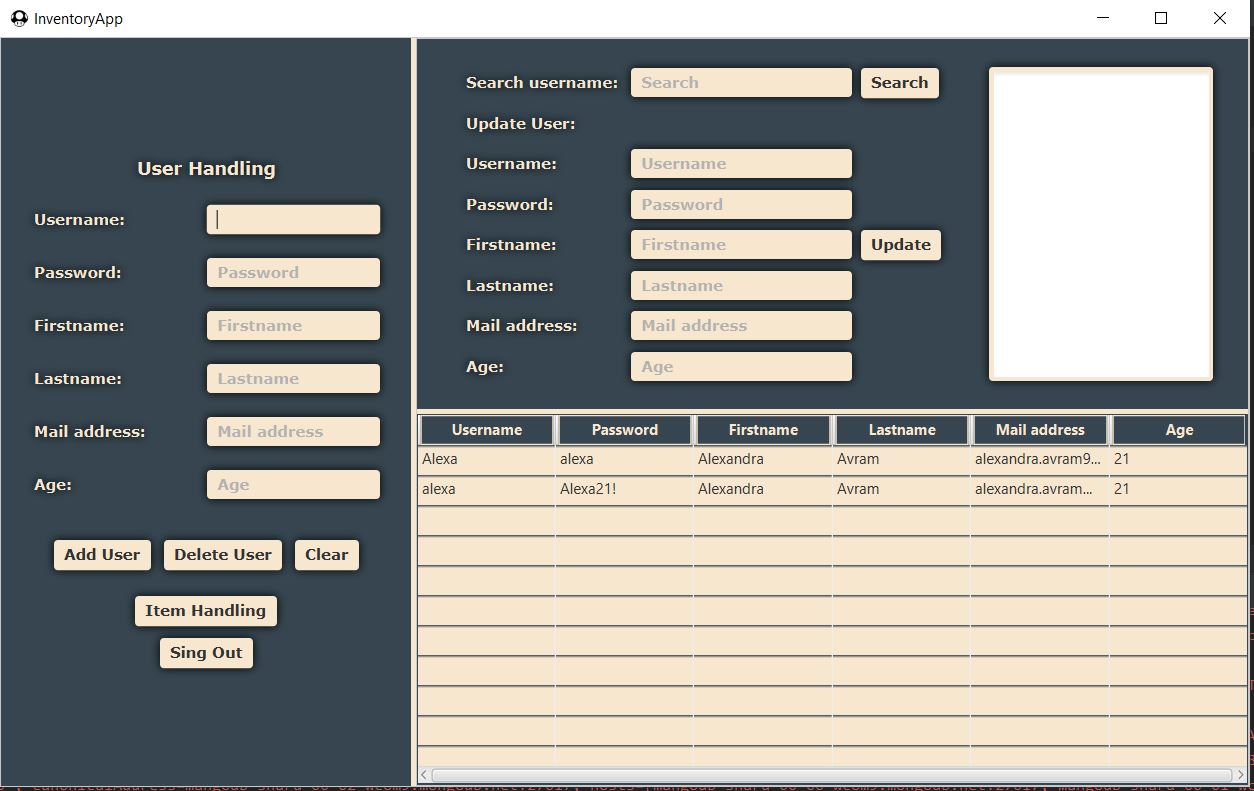 InventoryApp
User Handling
Username:
Password: Password
Firstname: Firstname
Lastname: Lastname
Mail address: Mail address
Age: Age
Add User Delete User Clear
Item Handling
Sing Out
Search username: Search Search
Update User:
Username: Username
Password: Password
Firstname: Firstname Update
Lastname: Lastname
Mail address: Mail address
Age: Age
Username Password Firstname Lastname Mail address Age
Alexa alexa Alexandra Avram alexandra.avram9... 21
alexa Alexa21! Alexandra Avram alexandra.avram... 21